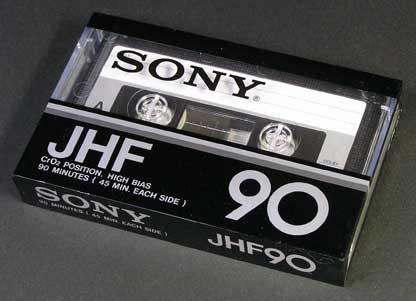 SONY®
A
DOLBY
JHF
CrO₂ POSITION, HIGH BIAS
90 MINUTES ( 45 MIN. EACH SIDE )
90
SONY
90 MINUTES ( 45 MIN. EACH SIDE )
JHF90